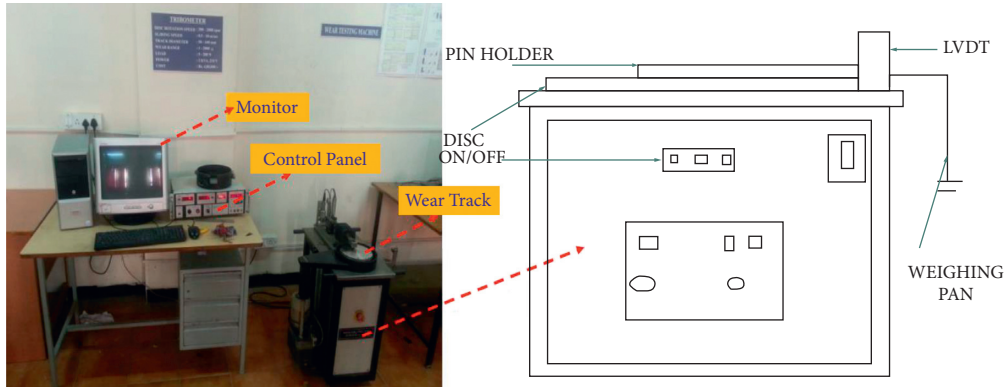 TRIBOMETER
WEAR TESTING MACHINE
Monitor
Control Panel
Wear Track
PIN HOLDER
LVDT
DISC
ON/OFF
WEIGHING
PAN